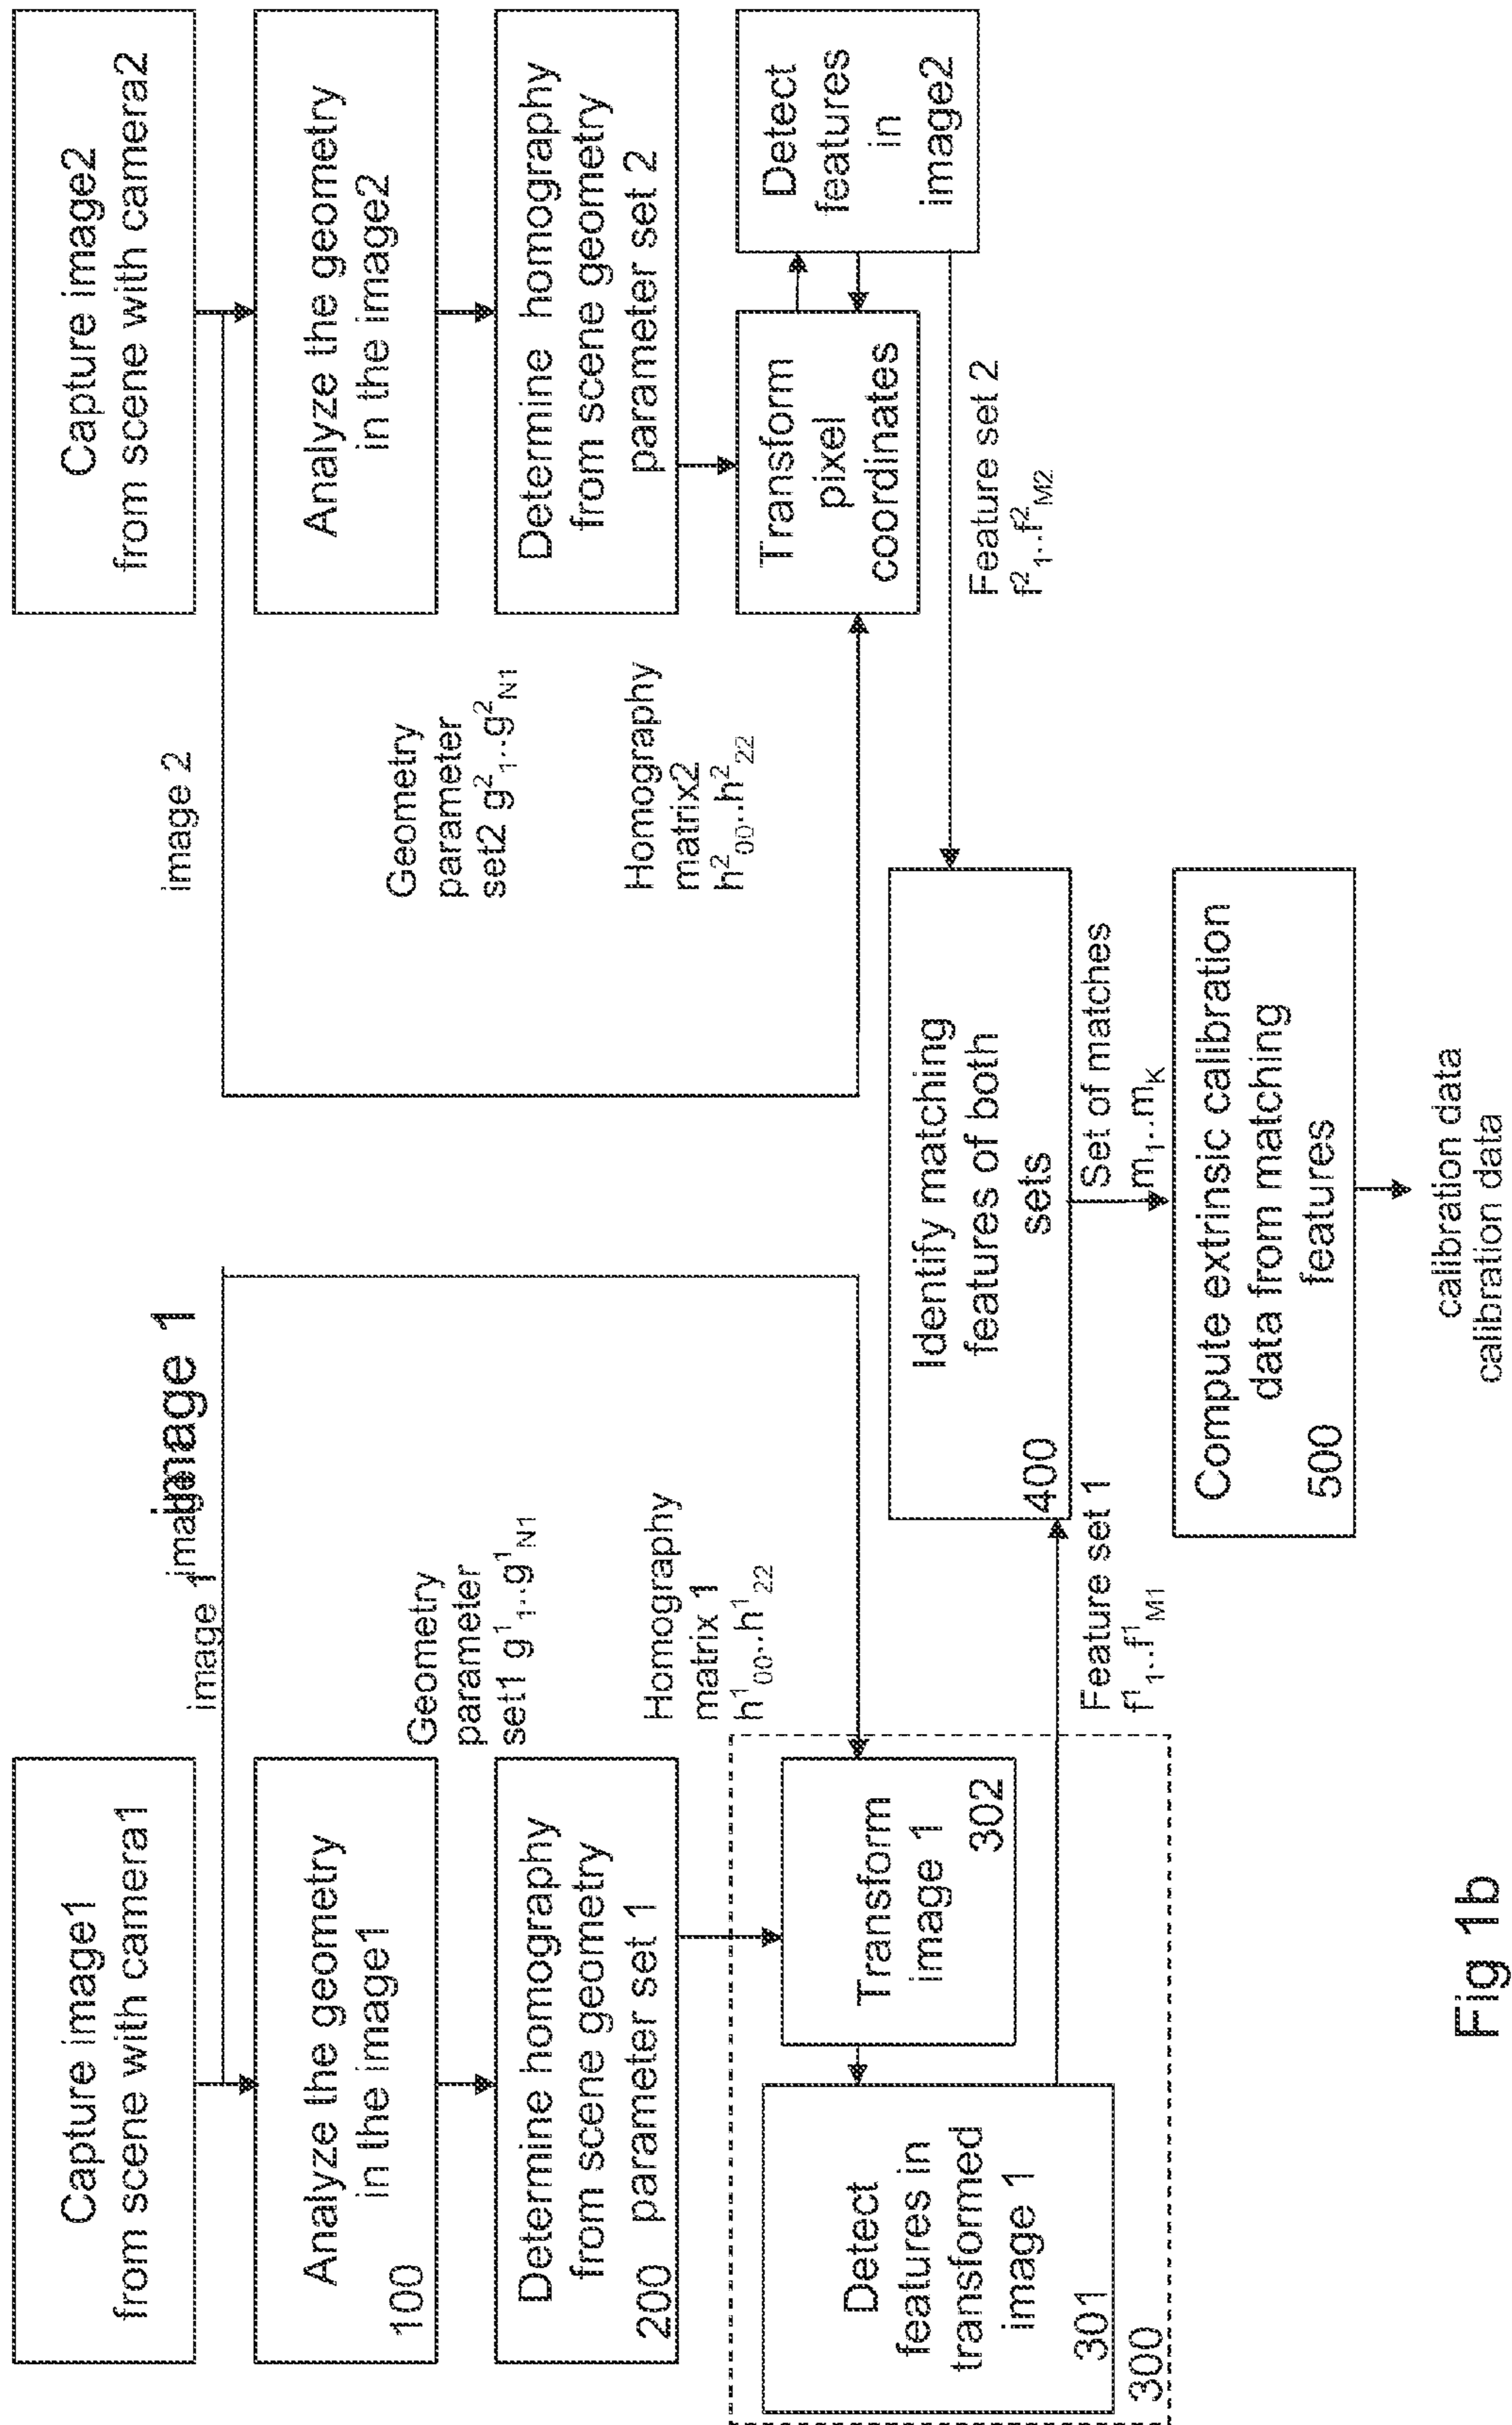 Capture image1
from scene with camera1
image 1
image 1
image 1
Analyze the geometry
in the image1
100
Geometry
parameter
set1 g¹₁..g¹N1
Determine homography
from scene geometry
200 parameter set 1
Homography
matrix 1
h¹₀₀..h¹₂₂
Transform
image 1
302
Detect
features in
transformed
image 1
301
300
Feature set 1
f¹₁..f¹M1
Capture image2
from scene with camera2
image 2
Analyze the geometry
in the image2
Geometry
parameter
set2 g²₁..g²N1
Determine homography
from scene geometry
parameter set 2
Homography
matrix2
h²₀₀..h²₂₂
Transform
pixel
coordinates
Detect
features
in
image2
Feature set 2
f²₁..f²M2
Identify matching
features of both
sets
400
Set of matches
m₁..mK
Compute extrinsic calibration
data from matching
500 features
calibration data
calibration data
Fig 1b